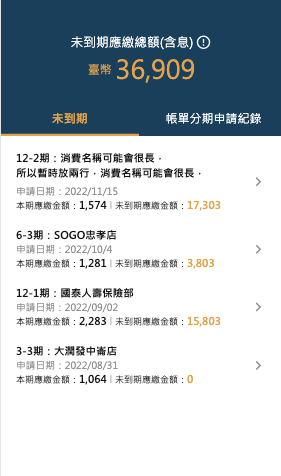 未到期應繳總額(含息)
臺幣 36,909
未到期 帳單分期申請紀錄
12-2期：消費名稱可能會很長，
所以暫時放兩行，消費名稱可能會很長，
申請日期：2022/11/15
本期應繳金額：1,574 | 未到期應繳金額：17,303
6-3期：SOGO忠孝店
申請日期：2022/10/4
本期應繳金額：1,281 | 未到期應繳金額：3,803
12-1期：國泰人壽保險部
申請日期：2022/09/02
本期應繳金額：2,283 | 未到期應繳金額：15,803
3-3期：大潤發中崙店
申請日期：2022/08/31
本期應繳金額：1,064 | 未到期應繳金額：0